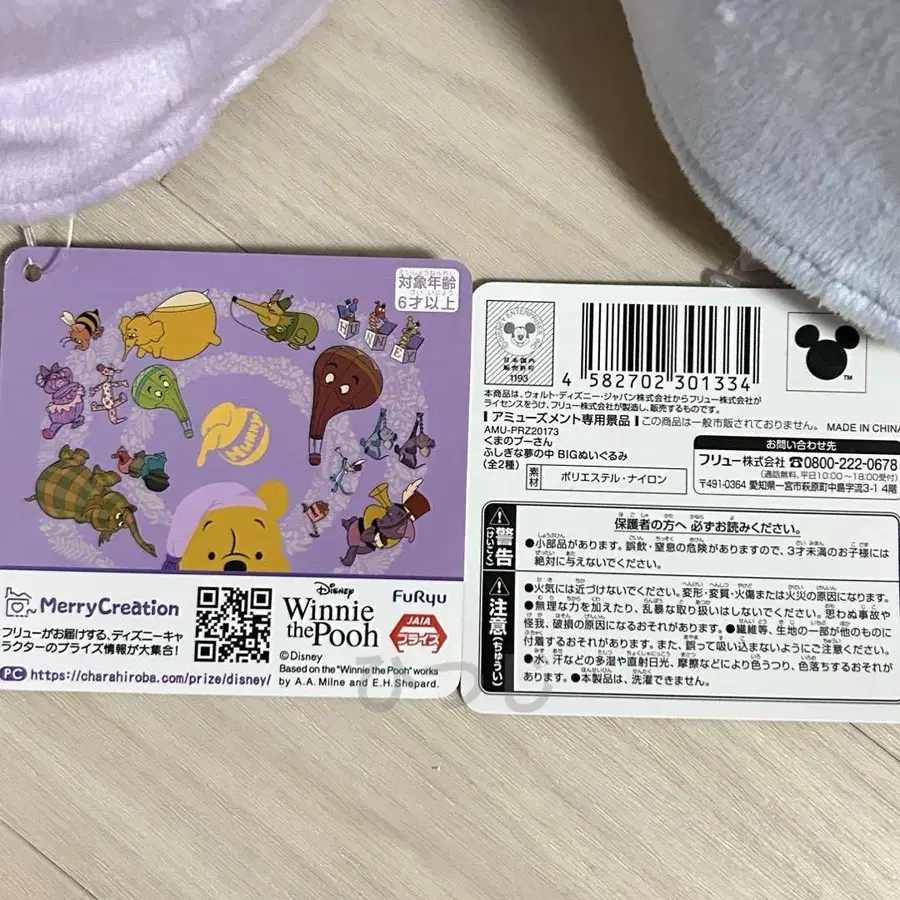 対象年齢
6才以上
HUNEY
HUNNY
MerryCreation
フリューがお届けする、ディズニーキャ
ラクターのプライズ情報が大集合!
PC https://charahiroba.com/prize/disney/
Disney
Winnie
the Pooh
©Disney
Based on the "Winnie the Pooh" works
by A.A. Milne and E.H. Shepard.
FuRyu
JAIA
プライズ
ひつじ
日本国内
販売許可
1193
4 582702 301334
本商品は、ウォルト・ディズニー・ジャパン株式会社からフリュー株式会社が
ライセンスをうけ、フリュー株式会社が製造し、販売するものです。
アミューズメント専用景品 この商品は一般市販されておりません。 MADE IN CHINA
AMU-PRZ20173
くまのプーさん
ふしぎな夢の中 BIGぬいぐるみ
(全2種)
素材 ポリエステル・ナイロン
お問い合わせ先
フリュー株式会社 ☎0800-222-0678
(通話無料、平日10:00〜18:00受付)
〒491-0364 愛知県一宮市萩原町中島字流3-1 4階
警告
(けいこく)
保護者の方へ 必ずお読みください。
●小部品があります。誤飲・窒息の危険がありますので、3才未満のお子様には
絶対に与えないでください。
注意
(ちゅうい)
●火気には近づけないでください。変形・変質・火傷または火災の原因になります。
●無理な力を加えたり、乱暴な取り扱いはしないでください。思わぬ事故や
怪我、破損の原因になるおそれがあります。●繊維等、生地の一部が他のものに
付着するおそれがあります。また、誤って吸い込まないようにご注意ください。
●水、汗などの多湿や直射日光、摩擦などにより色うつり、色落ちするおそれが
あります。●本製品は、洗濯できません。